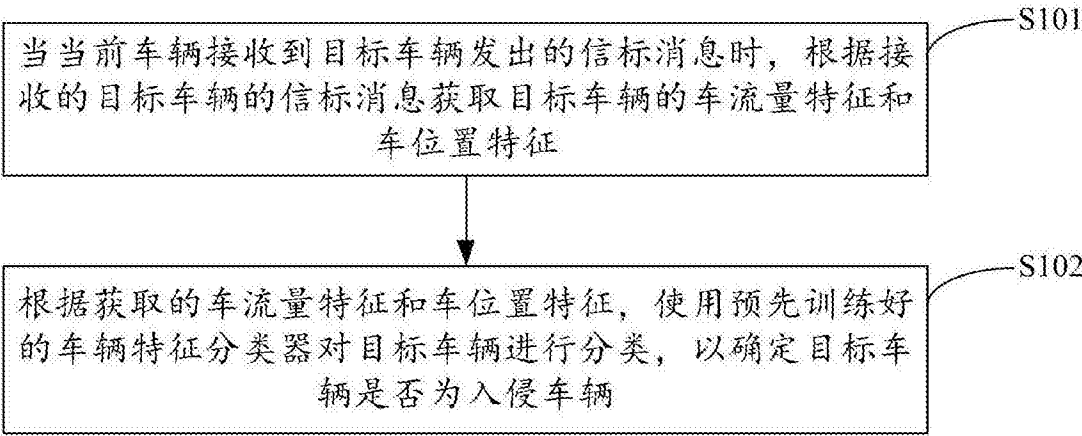 S101
当当前车辆接收到目标车辆发出的信标消息时，根据接
收的目标车辆的信标消息获取目标车辆的车流量特征和
车位置特征
S102
根据获取的车流量特征和车位置特征，使用预先训练好
的车辆特征分类器对目标车辆进行分类，以确定目标车
辆是否为入侵车辆